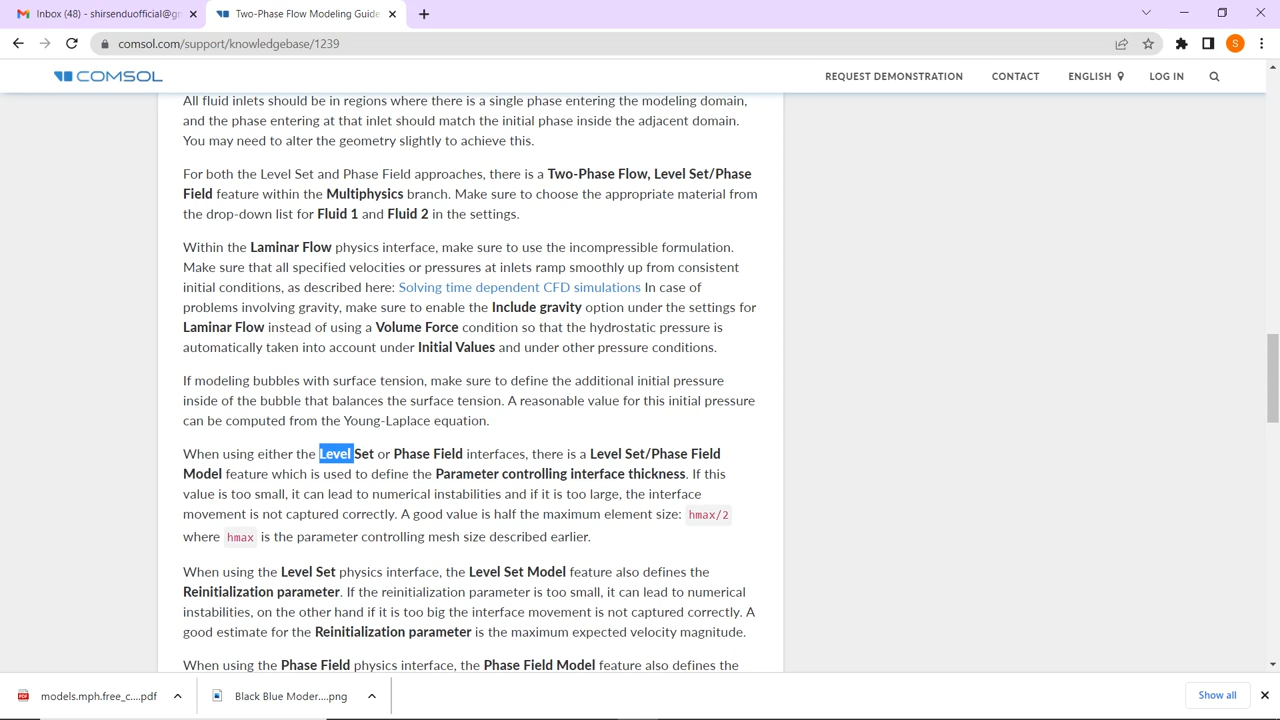 Inbox (48) - shirsenduofficial@gr
Two-Phase Flow Modeling Guide
comsol.com/support/knowledgebase/1239
S
COMSOL
REQUEST DEMONSTRATION CONTACT ENGLISH LOG IN
All fluid inlets should be in regions where there is a single phase entering the modeling domain,
and the phase entering at that inlet should match the initial phase inside the adjacent domain.
You may need to alter the geometry slightly to achieve this.
For both the Level Set and Phase Field approaches, there is a Two-Phase Flow, Level Set/Phase
Field feature within the Multiphysics branch. Make sure to choose the appropriate material from
the drop-down list for Fluid 1 and Fluid 2 in the settings.
Within the Laminar Flow physics interface, make sure to use the incompressible formulation.
Make sure that all specified velocities or pressures at inlets ramp smoothly up from consistent
initial conditions, as described here: Solving time dependent CFD simulations In case of
problems involving gravity, make sure to enable the Include gravity option under the settings for
Laminar Flow instead of using a Volume Force condition so that the hydrostatic pressure is
automatically taken into account under Initial Values and under other pressure conditions.
If modeling bubbles with surface tension, make sure to define the additional initial pressure
inside of the bubble that balances the surface tension. A reasonable value for this initial pressure
can be computed from the Young-Laplace equation.
When using either the Level Set or Phase Field interfaces, there is a Level Set/Phase Field
Model feature which is used to define the Parameter controlling interface thickness. If this
value is too small, it can lead to numerical instabilities and if it is too large, the interface
movement is not captured correctly. A good value is half the maximum element size: hmax/2
where hmax is the parameter controlling mesh size described earlier.
When using the Level Set physics interface, the Level Set Model feature also defines the
Reinitialization parameter. If the reinitialization parameter is too small, it can lead to numerical
instabilities, on the other hand if it is too big the interface movement is not captured correctly. A
good estimate for the Reinitialization parameter is the maximum expected velocity magnitude.
When using the Phase Field physics interface, the Phase Field Model feature also defines the
models.mph.free_c....pdf
Black Blue Moder....png
Show all